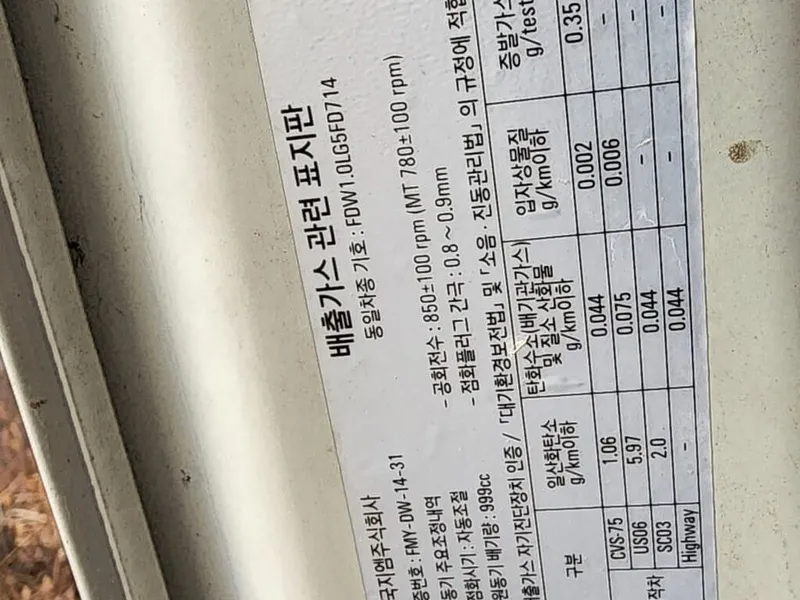 배출가스 관련 표지판
동일차종 기호 : FDW1.0LG5FD714
국지엠주식회사
증번호 : FMY-DW-14-31
동기 주요조정내역
- 공회전수 : 850±100 rpm (MT 780±100 rpm)
점화시기 : 자동조절
- 점화플러그 간극 : 0.8 ~ 0.9mm
원동기 배기량 : 999cc
배출가스 자기진단장치 인증 / 「대기환경보전법」 및 「소음 · 진동관리법」 의 규정에 적합
구분 일산화탄소 g/km이하 탄화수소(배기관가스) 및 질소 산화물 g/km이하 입자상물질 g/km이하 증발가스 g/test
CVS-75 1.06 0.044 0.002 0.35
US06 5.97 0.075 0.006 -
작차 SC03 2.0 0.044 - -
Highway - 0.044 - -